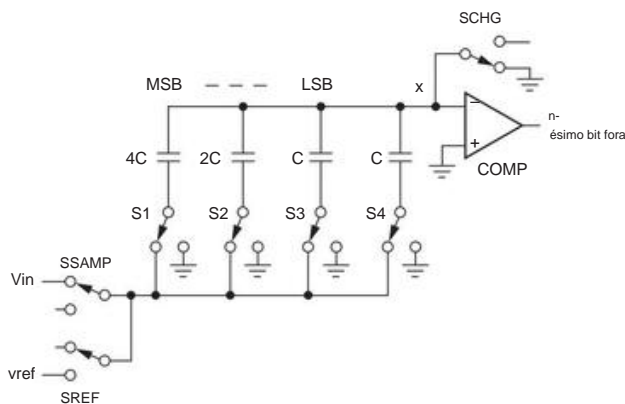 SCHG
MSB
LSB
x
4C
2C
C
C
−
+
n-
ésimo bit fora
COMP
S1
S2
S3
S4
SSAMP
Vin
vref
SREF